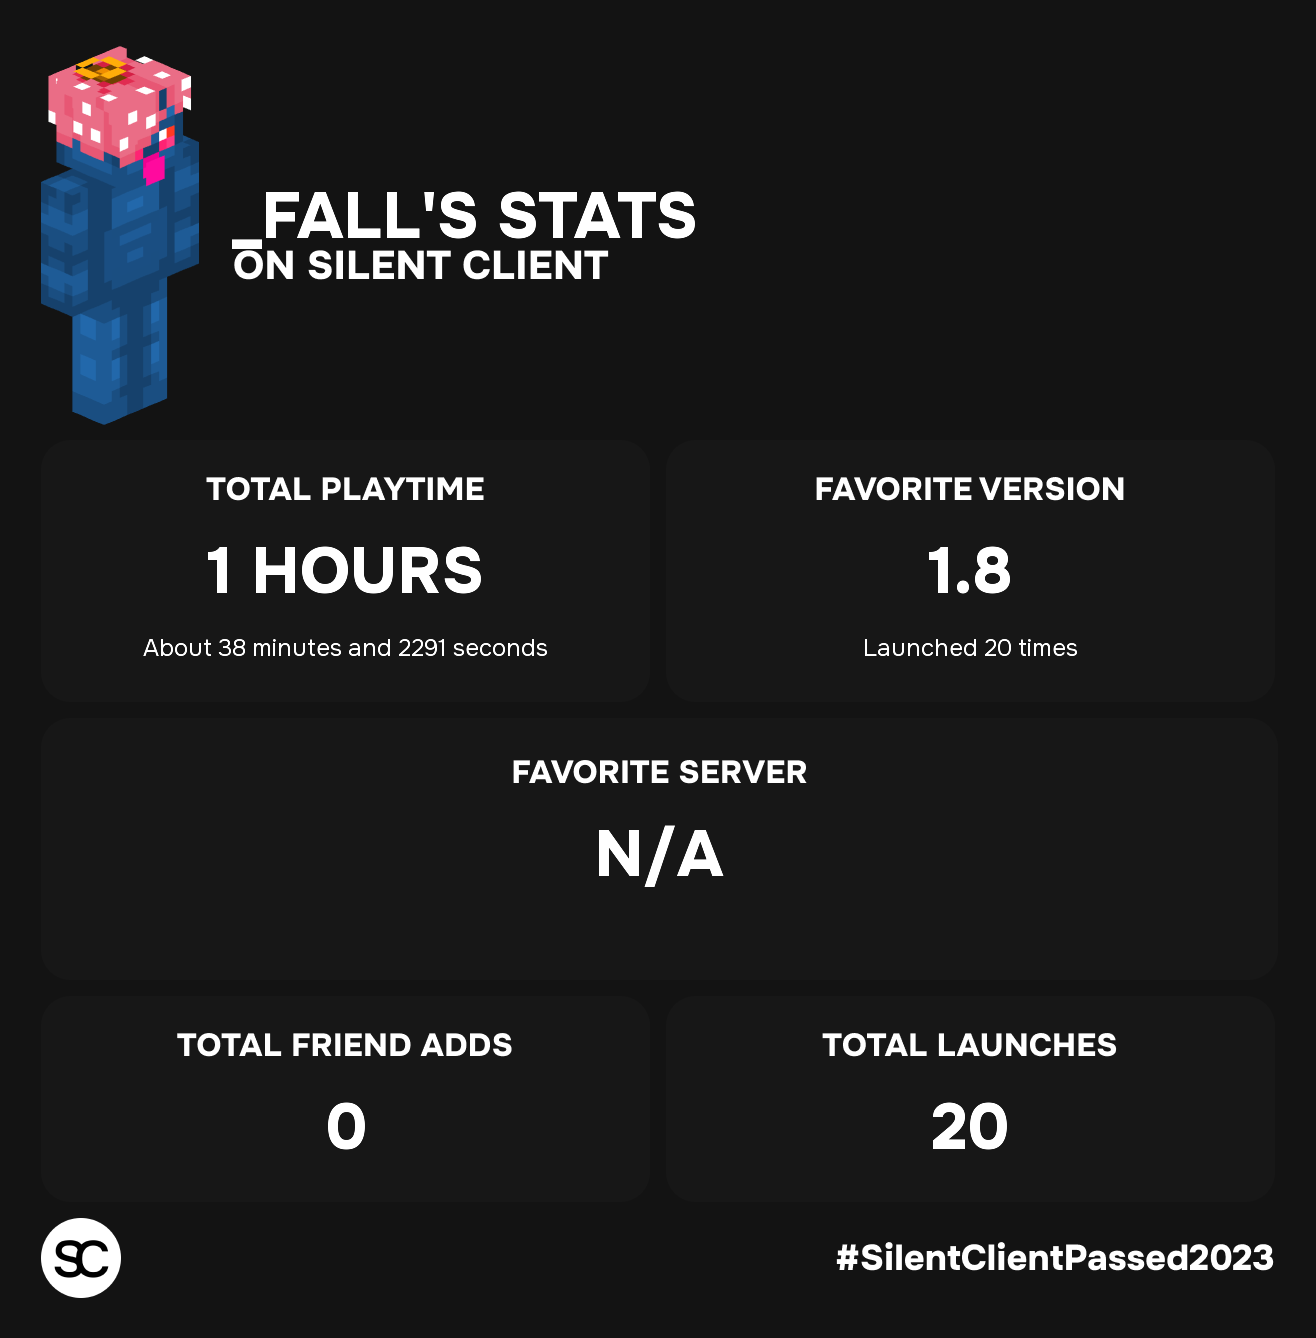 _FALL'S STATS
ON SILENT CLIENT
TOTAL PLAYTIME
1 HOURS
About 38 minutes and 2291 seconds
FAVORITE VERSION
1.8
Launched 20 times
FAVORITE SERVER
N/A
TOTAL FRIEND ADDS
0
TOTAL LAUNCHES
20
SC
#SilentClientPassed2023